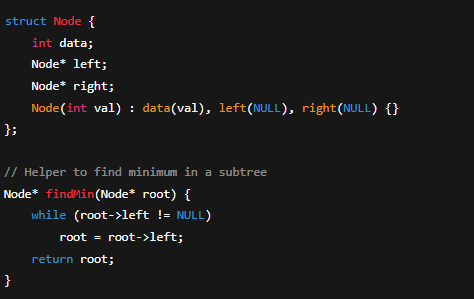 struct Node {
    int data;
    Node* left;
    Node* right;
    Node(int val) : data(val), left(NULL), right(NULL) {}
};

// Helper to find minimum in a subtree
Node* findMin(Node* root) {
    while (root->left != NULL)
        root = root->left;
    return root;
}